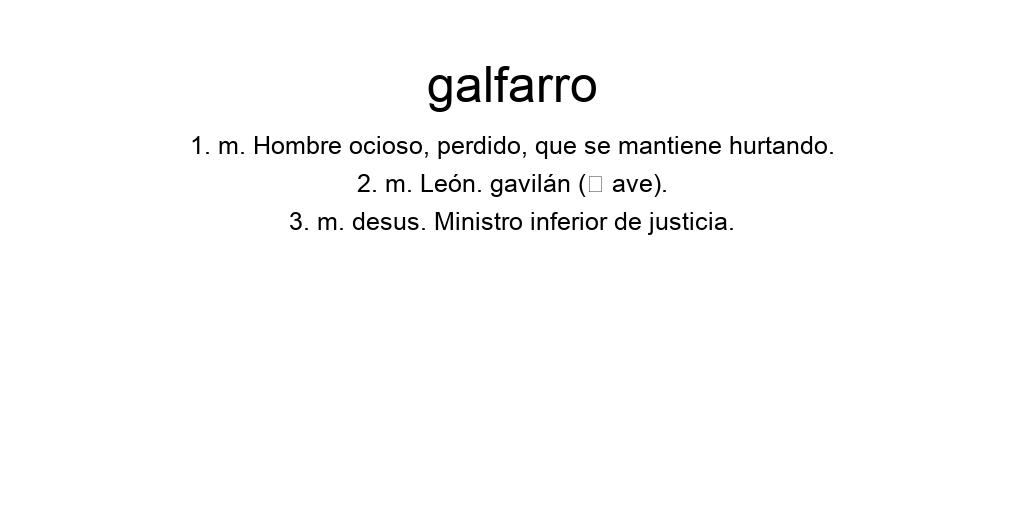 galfarro
1. m. Hombre ocioso, perdido, que se mantiene hurtando.
2. m. León. gavilán (▯ ave).
3. m. desus. Ministro inferior de justicia.